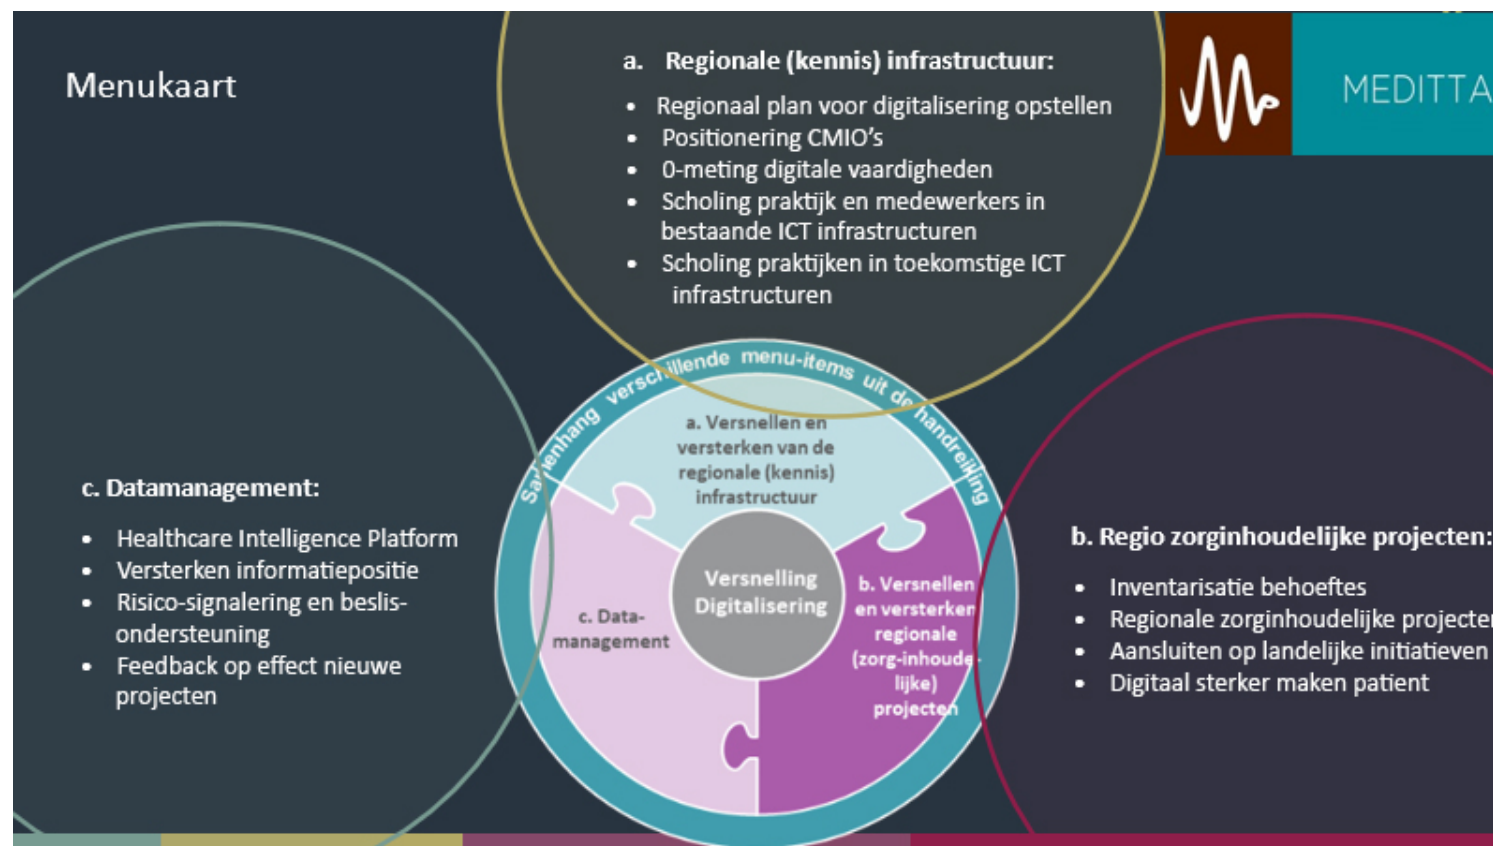 Menukaart
MEDITTA
a. Regionale (kennis) infrastructuur:
• Regionaal plan voor digitalisering opstellen
• Positionering CMIO's
• 0-meting digitale vaardigheden
• Scholing praktijk en medewerkers in
bestaande ICT infrastructuren
• Scholing praktijken in toekomstige ICT
infrastructuren
Samenhang verschillende menu-items uit de handreiking
a. Versnellen en
versterken van de
regionale (kennis)
infrastructuur
Versnelling
Digitalisering
b. Versnellen
en versterken
regionale
(zorg-inhoude-
lijke)
projecten
c. Data-
management
c. Datamanagement:
• Healthcare Intelligence Platform
• Versterken informatiepositie
• Risico-signalering en beslis-
ondersteuning
• Feedback op effect nieuwe
projecten
b. Regio zorginhoudelijke projecten:
• Inventarisatie behoeftes
• Regionale zorginhoudelijke projecten
• Aansluiten op landelijke initiatieven
• Digitaal sterker maken patient